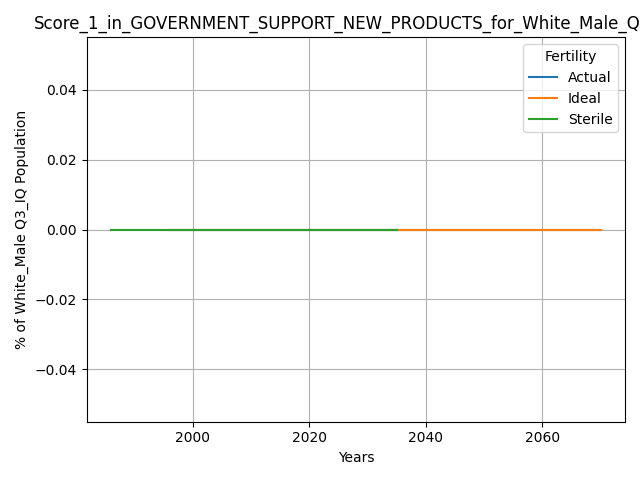 Score_1_in_GOVERNMENT_SUPPORT_NEW_PRODUCTS_for_White_Male_Q
Fertility
Actual
Ideal
Sterile
% of White_Male Q3_IQ Population
0.04
0.02
0.00
−0.02
−0.04
2000 2020 2040 2060
Years